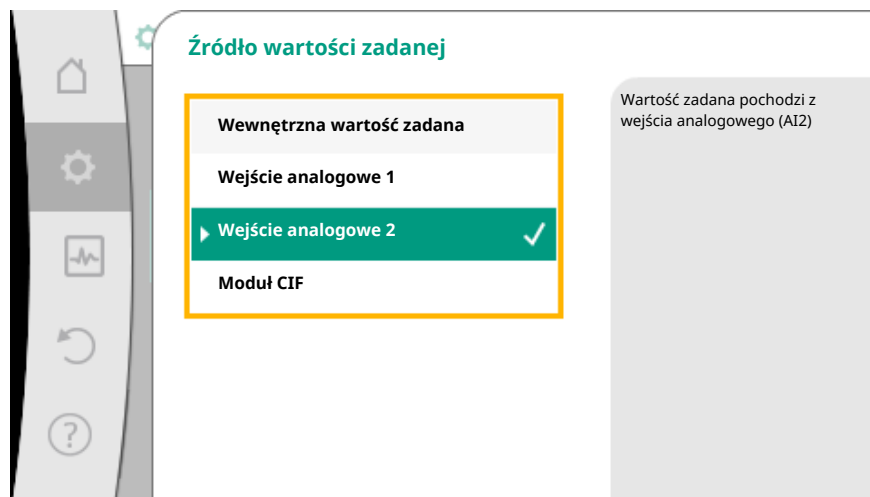 Źródło wartości zadanej
Wewnętrzna wartość zadana
Wejście analogowe 1
Wejście analogowe 2
Moduł CIF
Wartość zadana pochodzi z
wejścia analogowego (AI2)
?